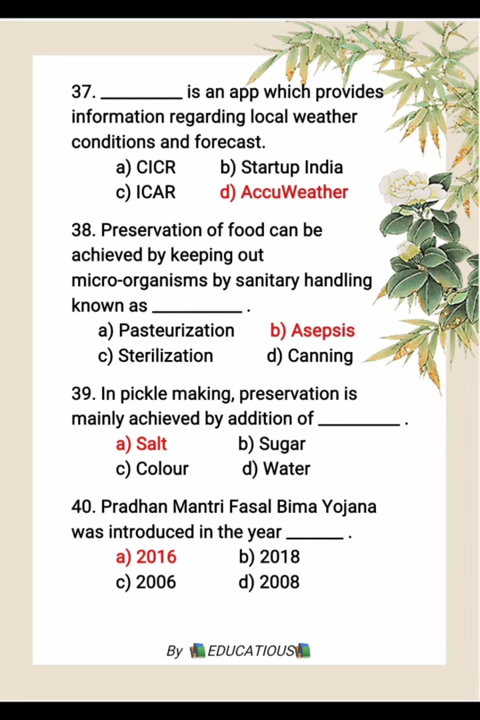 37. _________ is an app which provides
information regarding local weather
conditions and forecast.
a) CICR b) Startup India
c) ICAR d) AccuWeather
38. Preservation of food can be
achieved by keeping out
micro-organisms by sanitary handling
known as __________ .
a) Pasteurization b) Asepsis
c) Sterilization d) Canning
39. In pickle making, preservation is
mainly achieved by addition of _________ .
a) Salt b) Sugar
c) Colour d) Water
40. Pradhan Mantri Fasal Bima Yojana
was introduced in the year ______ .
a) 2016 b) 2018
c) 2006 d) 2008
By EDUCATIOUS